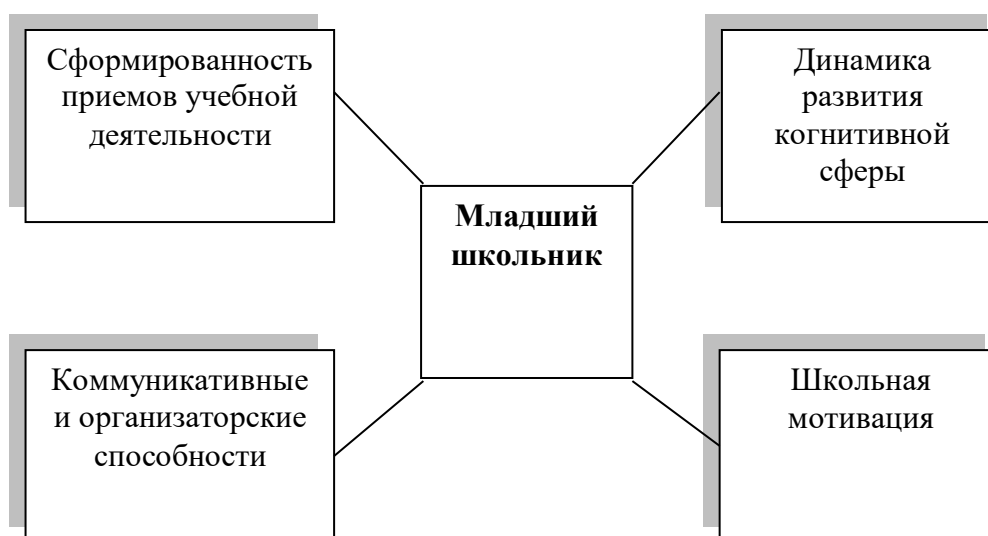 Сформированность
приемов учебной
деятельности
Динамика
развития
когнитивной
сферы
Младший
школьник
Коммуникативные
и организаторские
способности
Школьная
мотивация